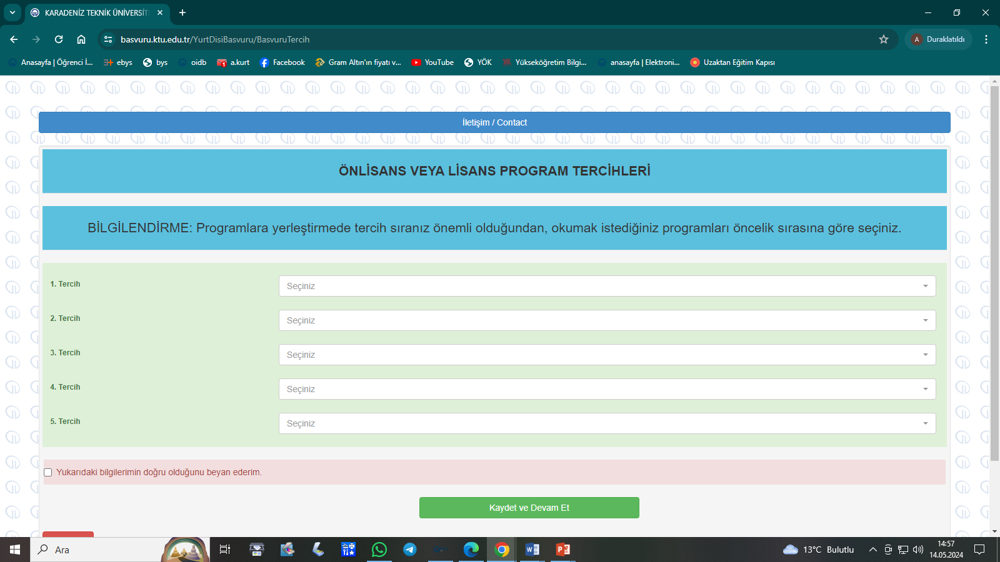 KARADENİZ TEKNİK ÜNİVERSİT
basvuru.ktu.edu.tr/YurtDisiBasvuru/BasvuruTercih
A Duraklatıldı
Anasayfa | Öğrenci İ... ebys bys oidb a.kurt Facebook Gram Altın'ın fiyatı v... YouTube YÖK Yükseköğretim Bilgi... anasayfa | Elektroni... Uzaktan Eğitim Kapısı
İletişim / Contact
ÖNLİSANS VEYA LİSANS PROGRAM TERCİHLERİ
BİLGİLENDİRME: Programlara yerleştirmede tercih sıranız önemli olduğundan, okumak istediğiniz programları öncelik sırasına göre seçiniz.
1. Tercih Seçiniz
2. Tercih Seçiniz
3. Tercih Seçiniz
4. Tercih Seçiniz
5. Tercih Seçiniz
Yukarıdaki bilgilerimin doğru olduğunu beyan ederim.
Kaydet ve Devam Et
Ara
13°C Bulutlu
14:57
14.05.2024